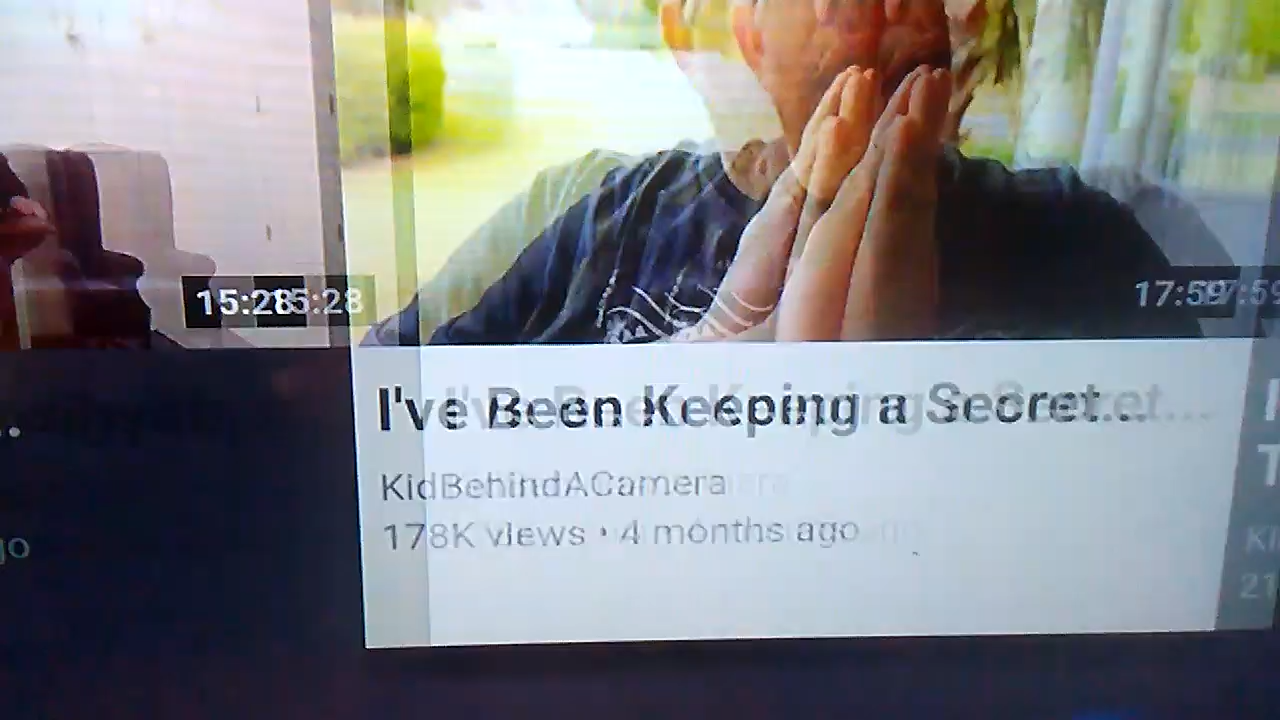 15:28
17:59
I've Been Keeping a Secret...
KidBehindACamera
178K views • 4 months ago